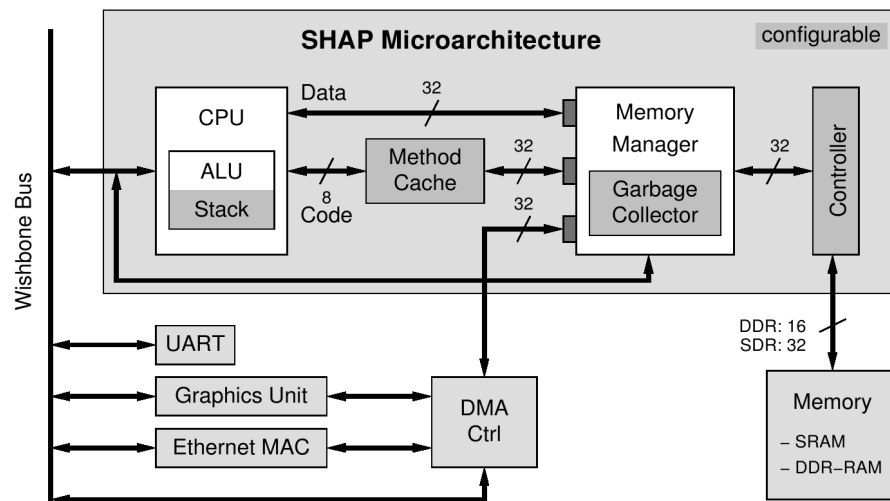 SHAP Microarchitecture
configurable
Data
32
CPU
Memory
Manager
ALU
Stack
Method
Cache
32
32
8
Code
32
Garbage
Collector
Controller
Wishbone Bus
UART
DDR: 16
SDR: 32
Graphics Unit
DMA
Ctrl
Ethernet MAC
Memory
− SRAM
− DDR−RAM